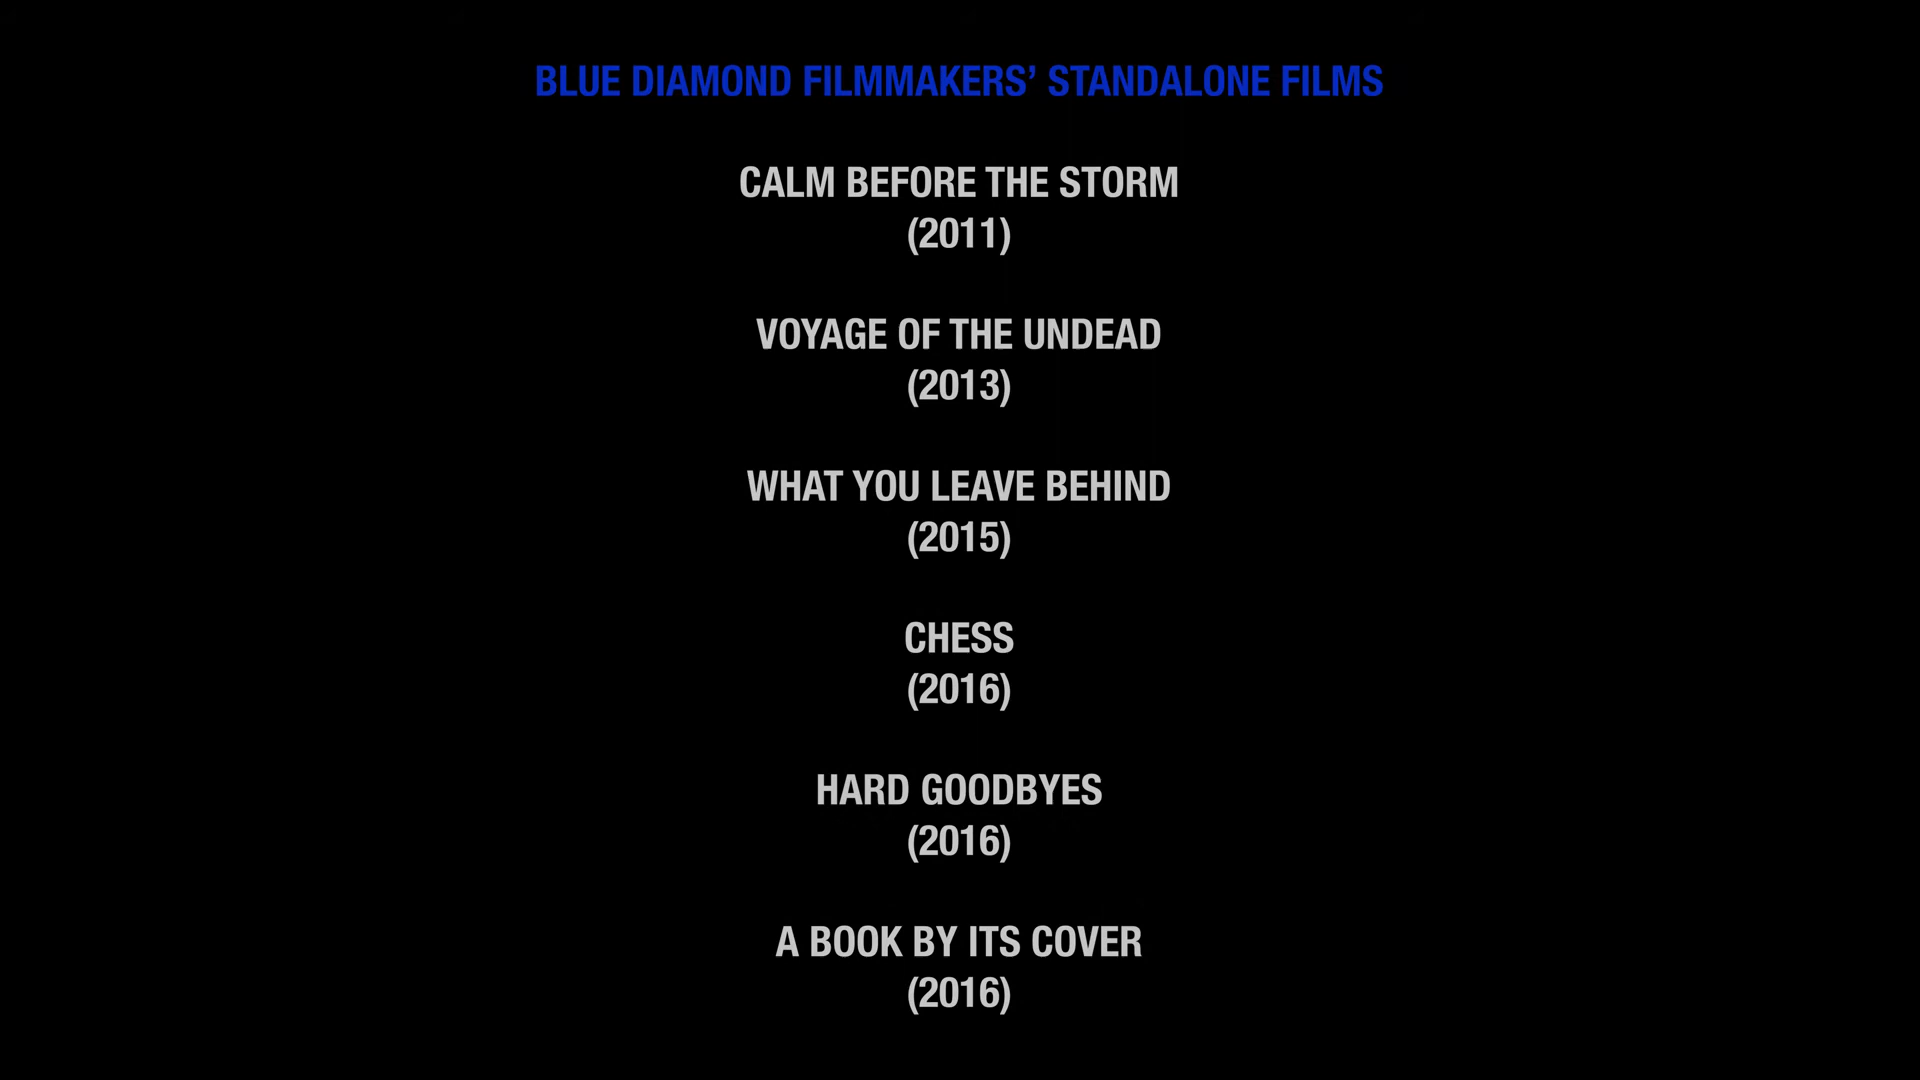 BLUE DIAMOND FILMMAKERS’ STANDALONE FILMS
CALM BEFORE THE STORM
(2011)
VOYAGE OF THE UNDEAD
(2013)
WHAT YOU LEAVE BEHIND
(2015)
CHESS
(2016)
HARD GOODBYES
(2016)
A BOOK BY ITS COVER
(2016)